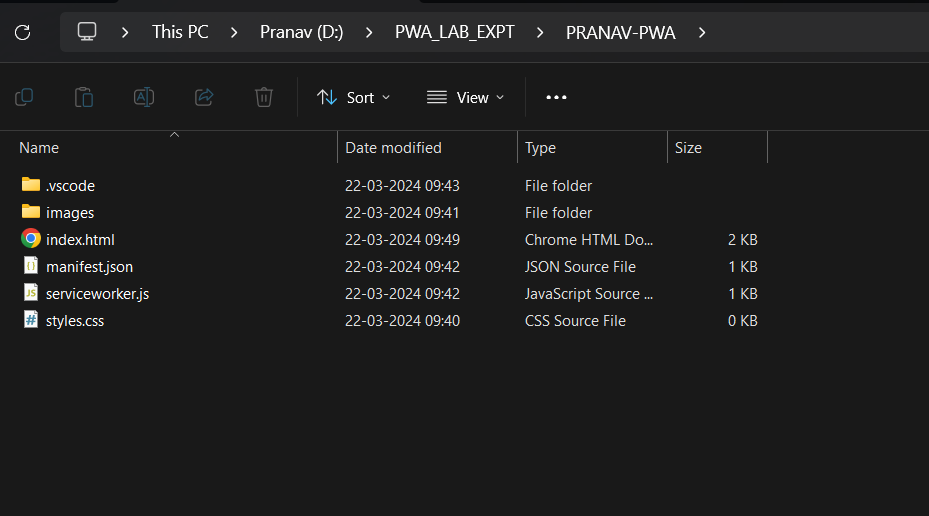 This PC > Pranav (D:) > PWA_LAB_EXPT > PRANAV-PWA >
Sort View
Name Date modified Type Size
.vscode 22-03-2024 09:43 File folder
images 22-03-2024 09:41 File folder
index.html 22-03-2024 09:49 Chrome HTML Do... 2 KB
manifest.json 22-03-2024 09:42 JSON Source File 1 KB
serviceworker.js 22-03-2024 09:42 JavaScript Source ... 1 KB
styles.css 22-03-2024 09:40 CSS Source File 0 KB